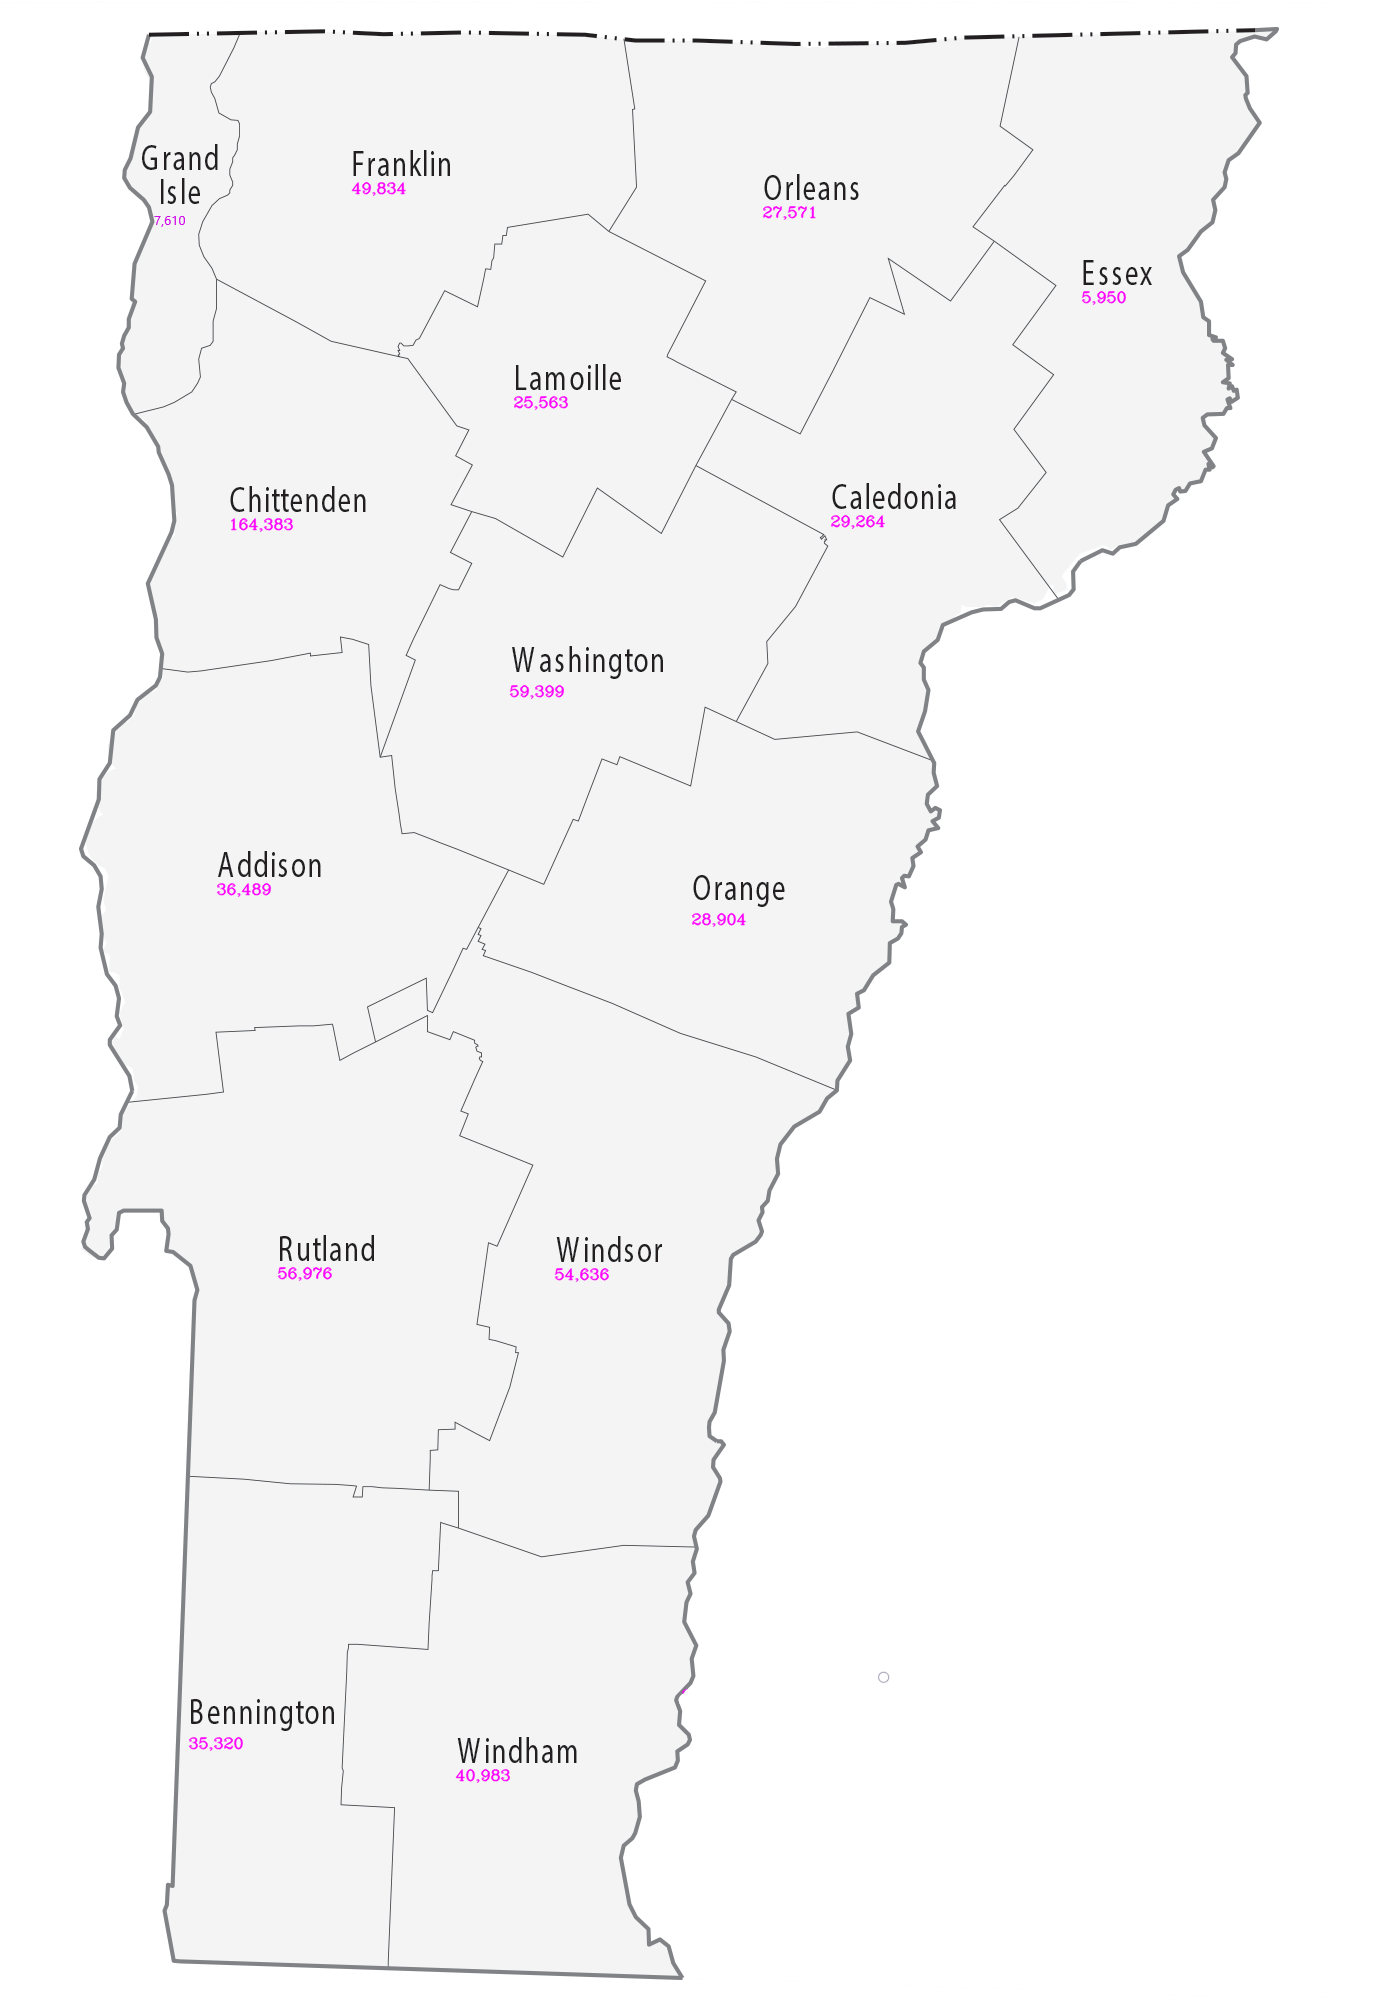 Grand
Isle
7,610
Franklin
49,834
Orleans
27,571
Essex
5,950
Lamoille
25,563
Chittenden
164,383
Caledonia
29,264
Washington
59,399
Addison
36,489
Orange
28,904
Rutland
56,976
Windsor
54,636
Bennington
35,320
Windham
40,983